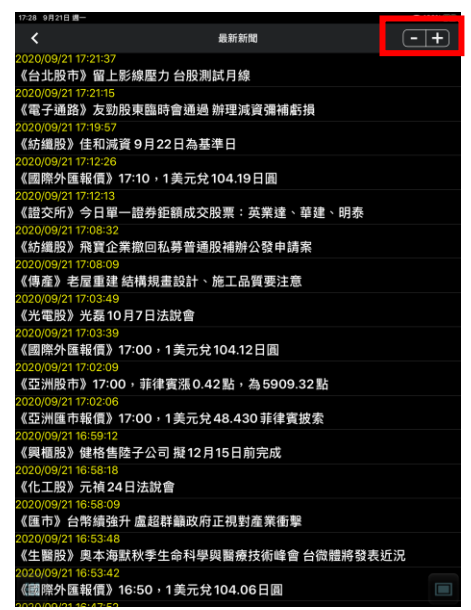 17:28 9月21日 週一
最新新聞
- +
2020/09/21 17:21:37
《台北股市》留上影線壓力 台股測試月線
2020/09/21 17:21:15
《電子通路》友勁股東臨時會通過 辦理減資彌補虧損
2020/09/21 17:19:57
《紡纖股》佳和減資 9月22日為基準日
2020/09/21 17:12:26
《國際外匯報價》17:10,1美元兌104.19日圓
2020/09/21 17:12:13
《證交所》今日單一證券鉅額成交股票:英業達、華建、明泰
2020/09/21 17:08:32
《紡纖股》飛寶企業撤回私募普通股補辦公發申請案
2020/09/21 17:08:09
《傳產》老屋重建 結構規畫設計、施工品質要注意
2020/09/21 17:03:49
《光電股》光磊10月7日法說會
2020/09/21 17:03:39
《國際外匯報價》17:00,1美元兌104.12日圓
2020/09/21 17:02:09
《亞洲股市》17:00,菲律賓漲0.42點,為5909.32點
2020/09/21 17:02:06
《亞洲匯市報價》17:00,1美元兌48.430菲律賓披索
2020/09/21 16:59:12
《興櫃股》健格售陸子公司 擬12月15日前完成
2020/09/21 16:58:18
《化工股》元禎24日法說會
2020/09/21 16:58:09
《匯市》台幣續強升 盧超群籲政府正視對產業衝擊
2020/09/21 16:53:48
《生醫股》奧本海默秋季生命科學與醫療技術峰會 台微體將發表近況
2020/09/21 16:53:42
《國際外匯報價》16:50,1美元兌104.06日圓
2020/09/21 16:47:52